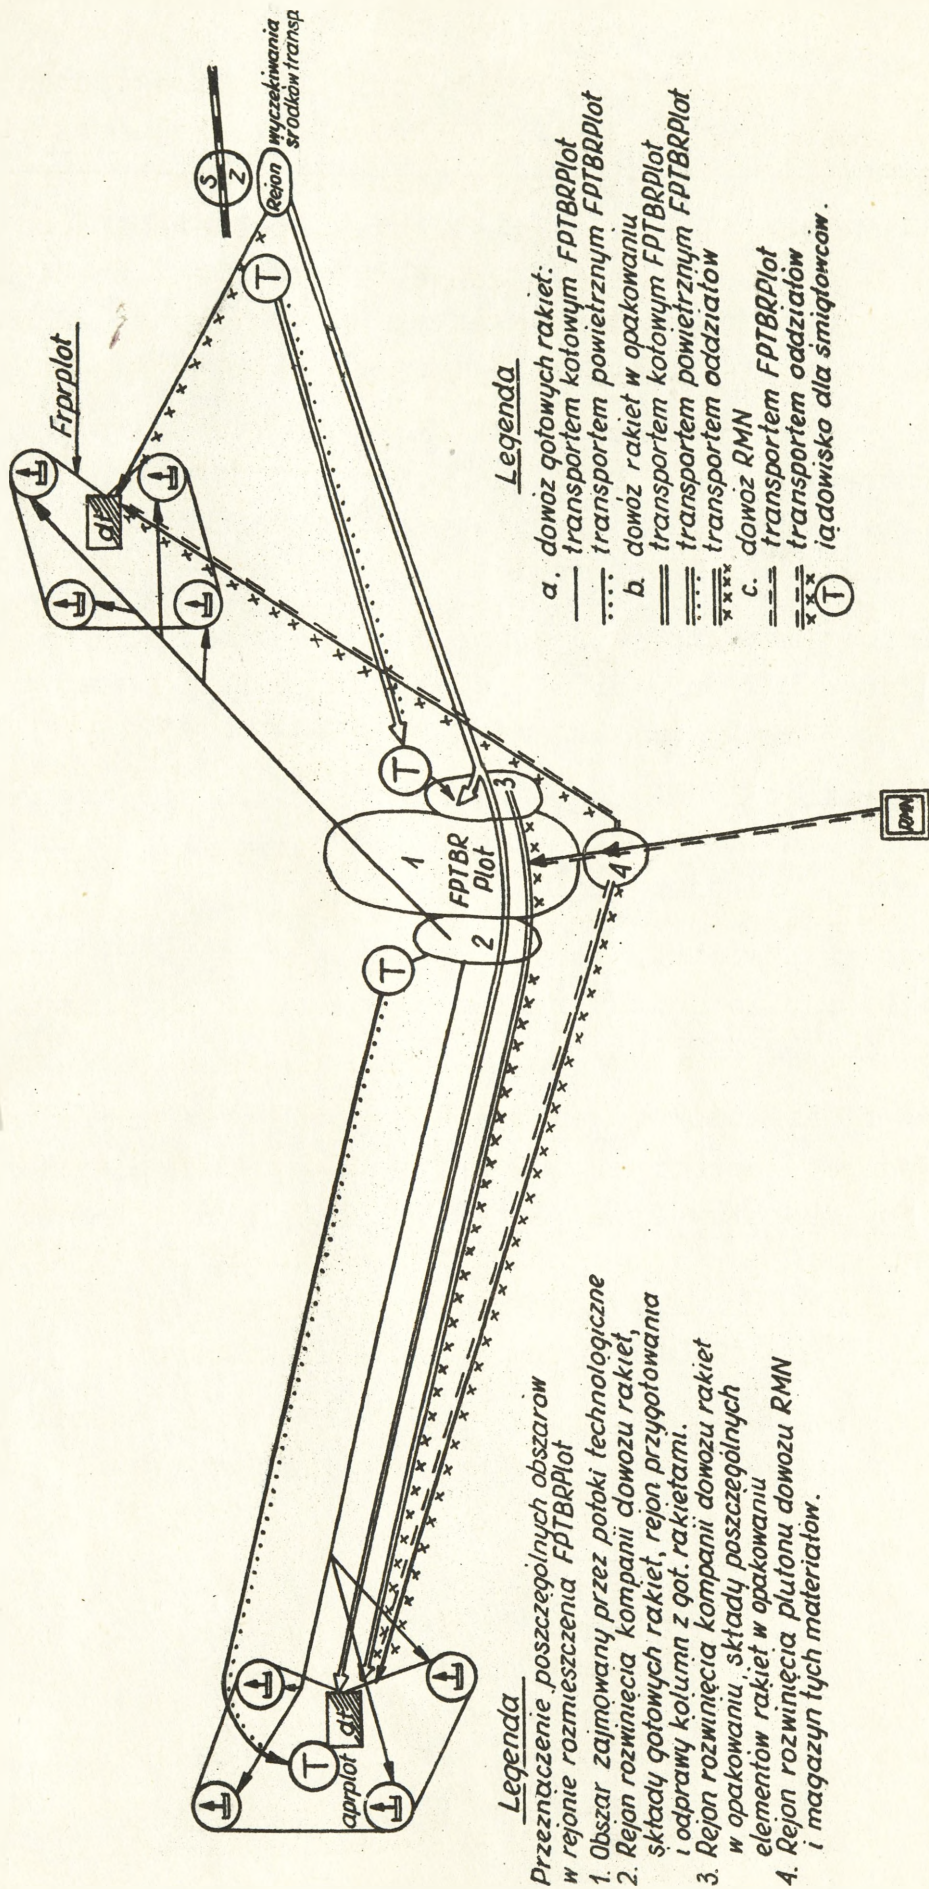 Frprplot
dt
S
Z
Rejon
wyczekiwania
środków transp.
T
T
1
FPTBR
Plot
2
3
4
T
RMN
T
dt
aprplot
Legenda
Przeznaczenie poszczególnych obszarów
w rejonie rozmieszczenia FPTBRPlot
1. Obszar zajmowany przez potoki technologiczne
2. Rejon rozwinięcia kompanii dowozu rakiet,
składy gotowych rakiet, rejon przygotowania
i odprawy kolumn z got. rakietami.
3. Rejon rozwinięcia kompanii dowozu rakiet
w opakowaniu, składy poszczególnych
elementów rakiet w opakowaniu
4. Rejon rozwinięcia plutonu dowozu RMN
i magazyn tych materiałów.
Legenda
a. dowóz gotowych rakiet:
transportem kołowym FPTBRPlot
transportem powietrznym FPTBRPlot
b. dowóz rakiet w opakowaniu
transportem kołowym FPTBRPlot
transportem powietrznym FPTBRPlot
transportem oddziałów
c. dowóz RMN
transportem FPTBRPlot
transportem oddziałów
T lądowisko dla śmigłowców.